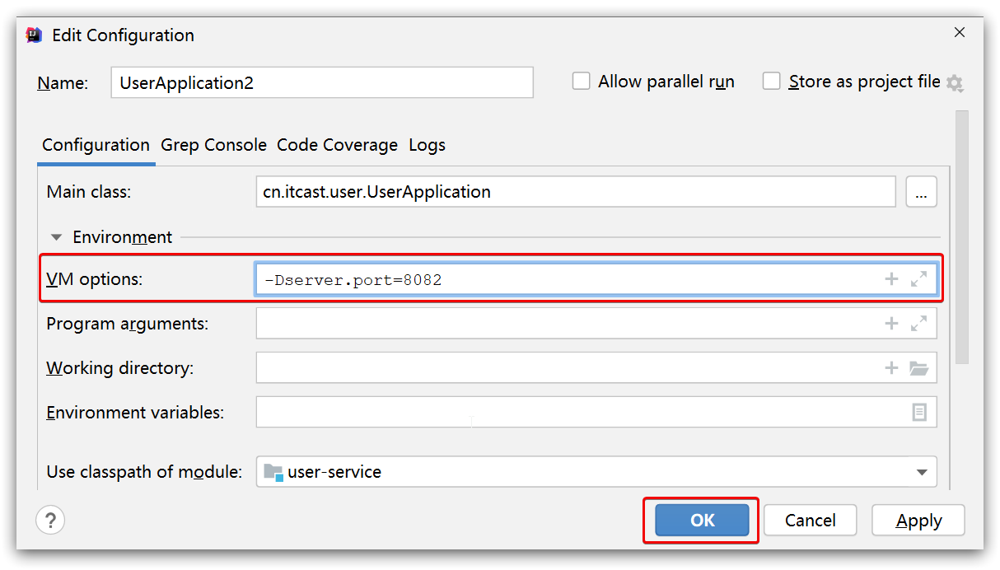 Edit Configuration
Name: UserApplication2 Allow parallel run Store as project file
Configuration Grep Console Code Coverage Logs
Main class: cn.itcast.user.UserApplication ...
Environment
VM options: -Dserver.port=8082
Program arguments:
Working directory:
Environment variables:
Use classpath of module: user-service
? OK Cancel Apply